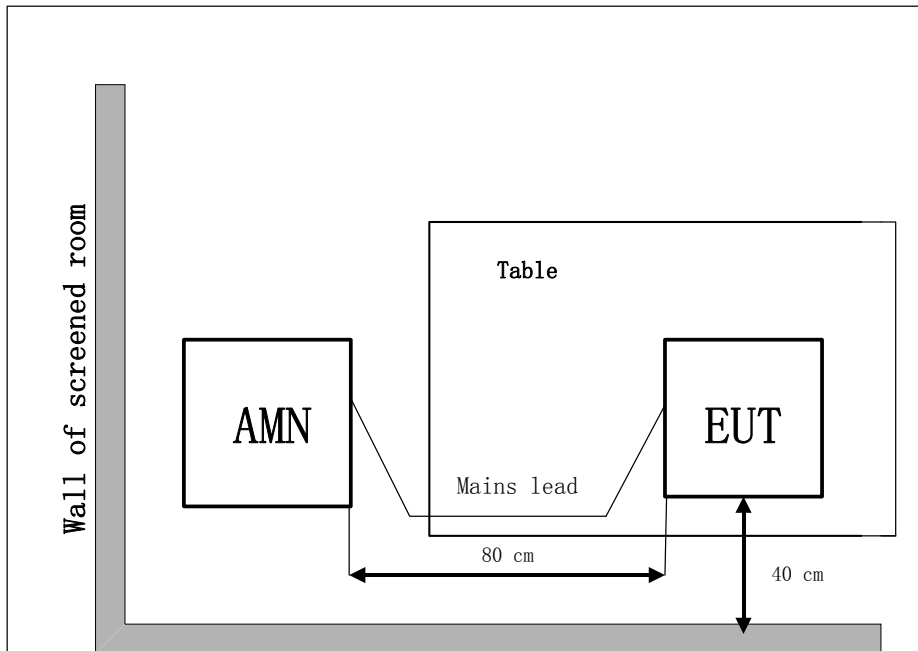 Wall of screened room
Table
AMN
EUT
Mains lead
80 cm
40 cm